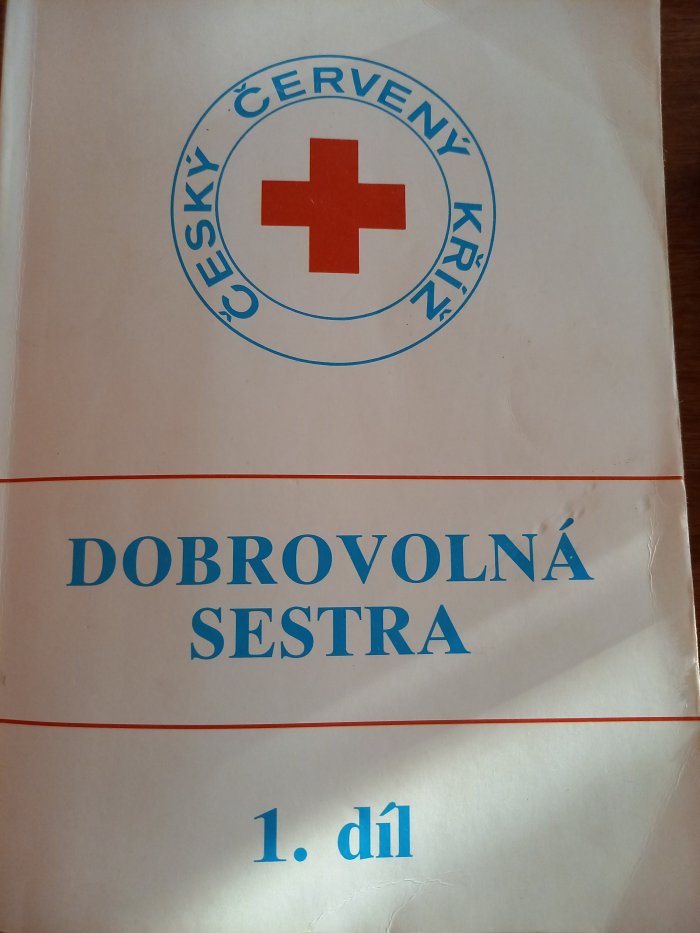 ČESKÝ ČERVENÝ KŘÍŽ
DOBROVOLNÁ
SESTRA
1. díl